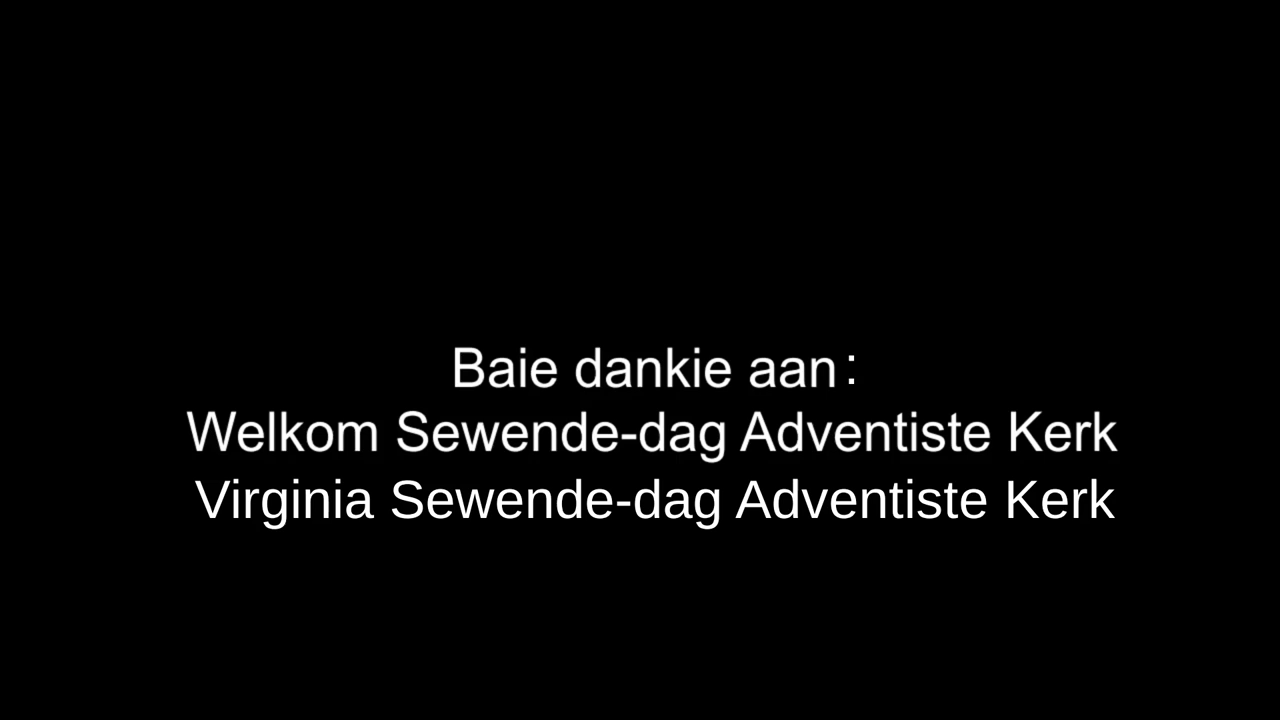 Baie dankie aan:
Welkom Sewende-dag Adventiste Kerk
Virginia Sewende-dag Adventiste Kerk